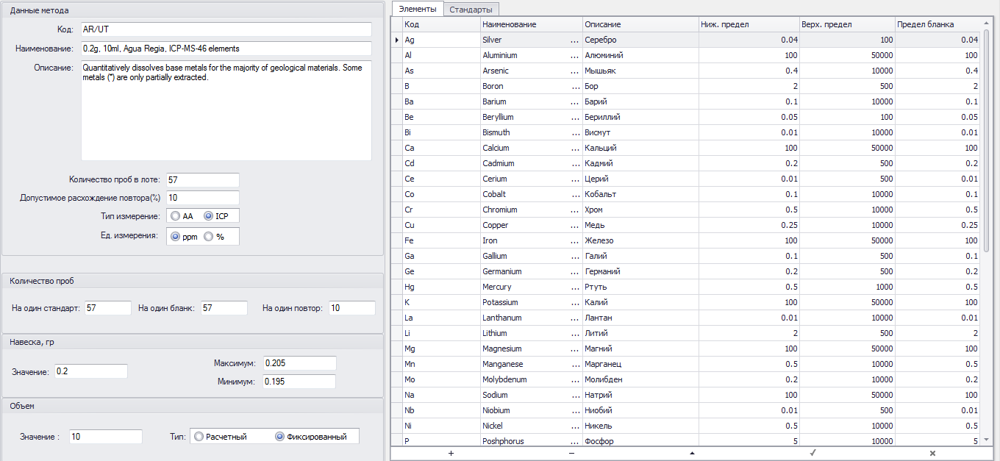 Данные метода
Код: AR/UT
Наименование: 0.2g, 10ml, Agua Regia, ICP-MS-46 elements
Описание: Quantitatively dissolves base metals for the majority of geological materials. Some
metals (*) are only partially extracted.
Количество проб в лоте: 57
Допустимое расхождение повтора(%) 10
Тип измерение: AA ICP
Ед. измерения: ppm %
Количество проб
На один стандарт: 57 На один бланк: 57 На один повтор: 10
Навеска, гр
Значение: 0.2
Максимум: 0.205
Минимум: 0.195
Объем
Значение : 10 Тип: Расчетный Фиксированный
Элементы Стандарты
Код Наименование Описание Ниж. предел Верх. предел Предел бланка
Ag Silver ... Серебро 0.04 100 0.04
Al Aluminium ... Алюминий 100 50000 100
As Arsenic ... Мышьяк 0.4 10000 0.4
B Boron ... Бор 2 500 2
Ba Barium ... Барий 0.1 10000 0.1
Be Beryllium ... Бериллий 0.05 100 0.05
Bi Bismuth ... Висмут 0.01 10000 0.01
Ca Calcium ... Кальций 100 50000 100
Cd Cadmium ... Кадмий 0.2 500 0.2
Ce Cerium ... Церий 0.01 500 0.01
Co Cobalt ... Кобальт 0.1 10000 0.1
Cr Chromium ... Хром 0.5 10000 0.5
Cu Copper ... Медь 0.25 10000 0.25
Fe Iron ... Железо 100 50000 100
Ga Gallium ... Галий 0.1 500 0.1
Ge Germanium ... Германий 0.2 500 0.2
Hg Mercury ... Ртуть 0.5 1000 0.5
K Potassium ... Калий 100 50000 100
La Lanthanum ... Лантан 0.01 10000 0.01
Li Lithium ... Литий 2 500 2
Mg Magnesium ... Магний 100 50000 100
Mn Manganese ... Марганец 0.5 10000 0.5
Mo Molybdenum ... Молибден 0.2 10000 0.2
Na Sodium ... Натрий 100 50000 100
Nb Niobium ... Ниобий 0.01 500 0.01
Ni Nickel ... Никель 0.5 10000 0.5
P Poshphorus ... Фосфор 5 10000 5